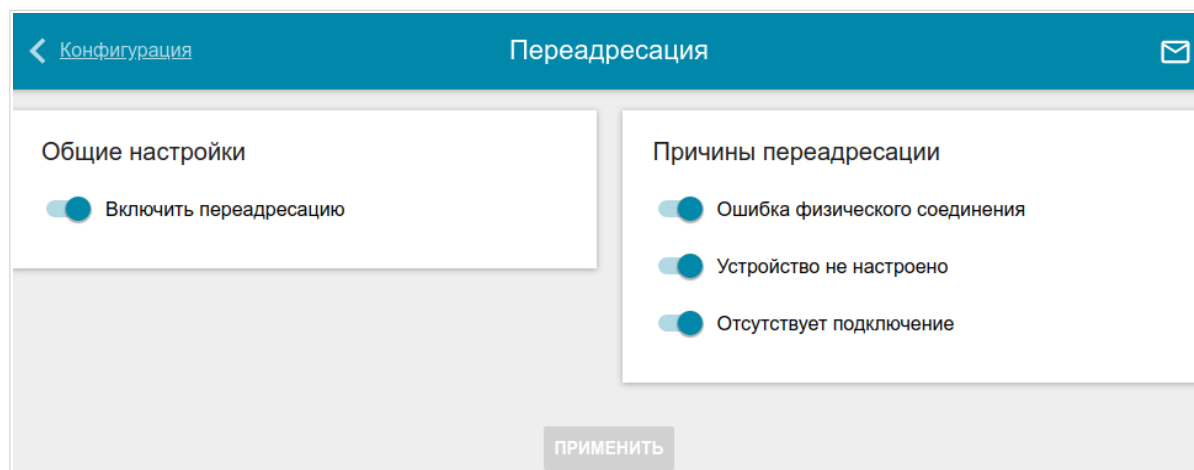 Конфигурация
Переадресация
Общие настройки
Включить переадресацию
Причины переадресации
Ошибка физического соединения
Устройство не настроено
Отсутствует подключение
ПРИМЕНИТЬ